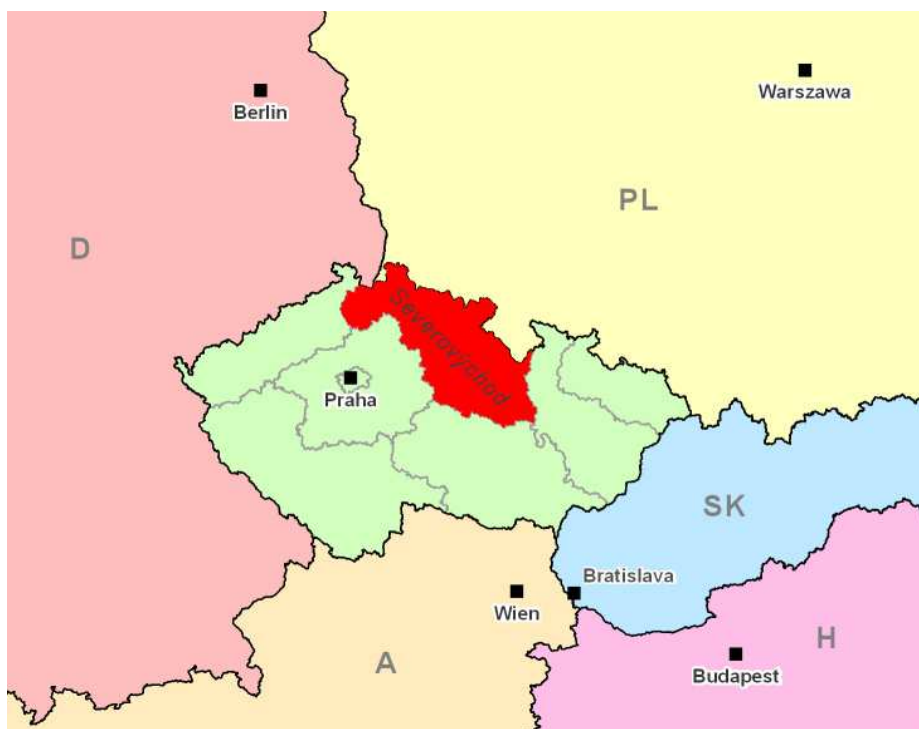 Berlin
Warszawa
PL
D
Severovýchod
Praha
SK
Bratislava
Wien
H
A
Budapest